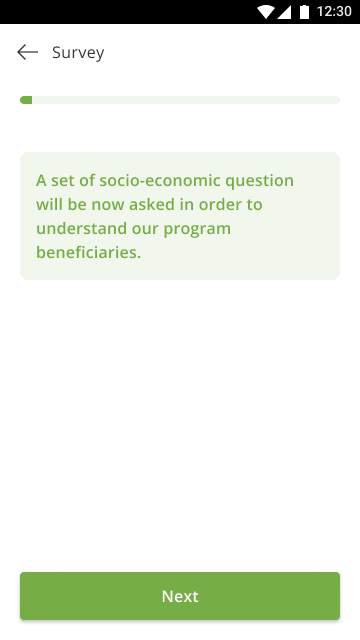 12:30
Survey
A set of socio-economic question
will be now asked in order to
understand our program
beneficiaries.
Next